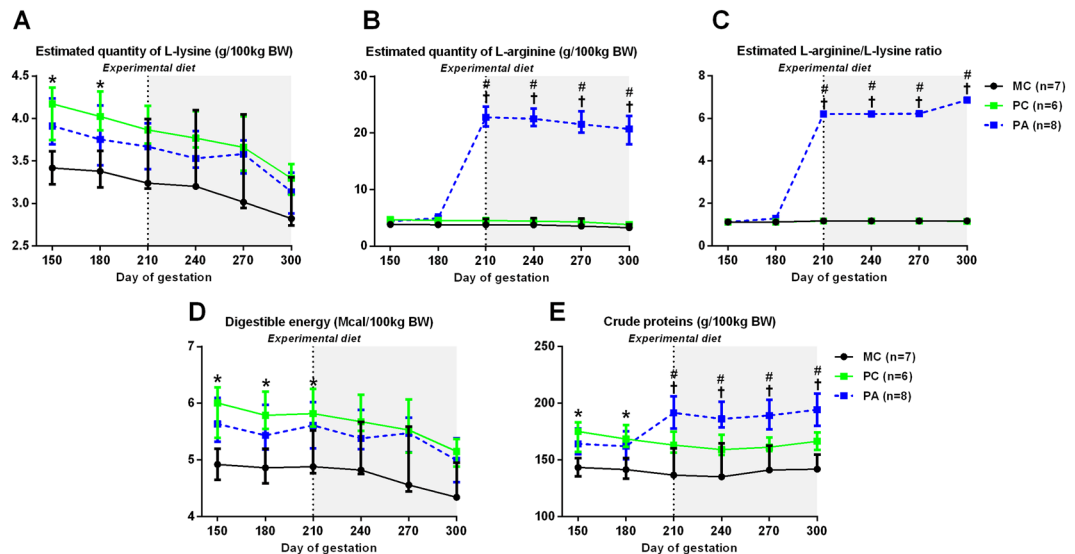 A
Estimated quantity of L-lysine (g/100kg BW)
Experimental diet
4.5
4.0
3.5
3.0
2.5
* *
150 180 210 240 270 300
Day of gestation
B
Estimated quantity of L-arginine (g/100kg BW)
Experimental diet
40
30
20
10
0
# # # #
† † † †
150 180 210 240 270 300
Day of gestation
C
Estimated L-arginine/L-lysine ratio
Experimental diet
8
6
4
2
0
# # # #
† † † †
150 180 210 240 270 300
Day of gestation
MC (n=7)
PC (n=6)
PA (n=8)
D
Digestible energy (Mcal/100kg BW)
Experimental diet
7
6
5
4
* * *
150 180 210 240 270 300
Day of gestation
E
Crude proteins (g/100kg BW)
Experimental diet
250
200
150
100
* *
# # # #
† † † †
150 180 210 240 270 300
Day of gestation
MC (n=7)
PC (n=6)
PA (n=8)